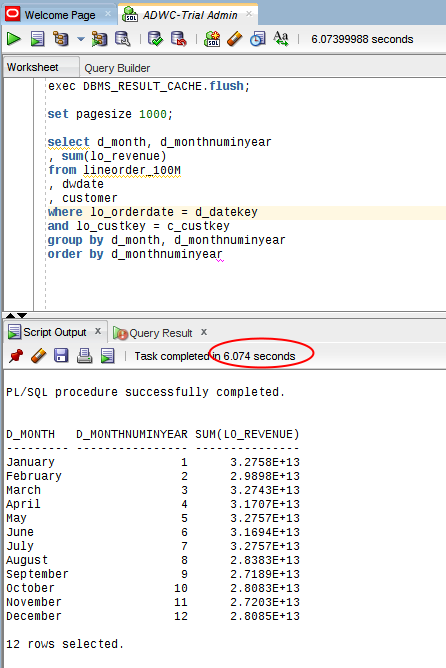 Welcome Page x ADWC-Trial Admin x
SQL 6.07399988 seconds
Worksheet Query Builder
exec DBMS_RESULT_CACHE.flush;
set pagesize 1000;
select d_month, d_monthnuminyear
, sum(lo_revenue)
from lineorder_100M
, dwdate
, customer
where lo_orderdate = d_datekey
and lo_custkey = c_custkey
group by d_month, d_monthnuminyear
order by d_monthnuminyear
Script Output x Query Result x
Task completed in 6.074 seconds
PL/SQL procedure successfully completed.
D_MONTH D_MONTHNUMINYEAR SUM(LO_REVENUE)
--------- ---------------- ---------------
January 1 3.2758E+13
February 2 2.9898E+13
March 3 3.2743E+13
April 4 3.1707E+13
May 5 3.2757E+13
June 6 3.1694E+13
July 7 3.2757E+13
August 8 2.8383E+13
September 9 2.7189E+13
October 10 2.8083E+13
November 11 2.7203E+13
December 12 2.8085E+13
12 rows selected.